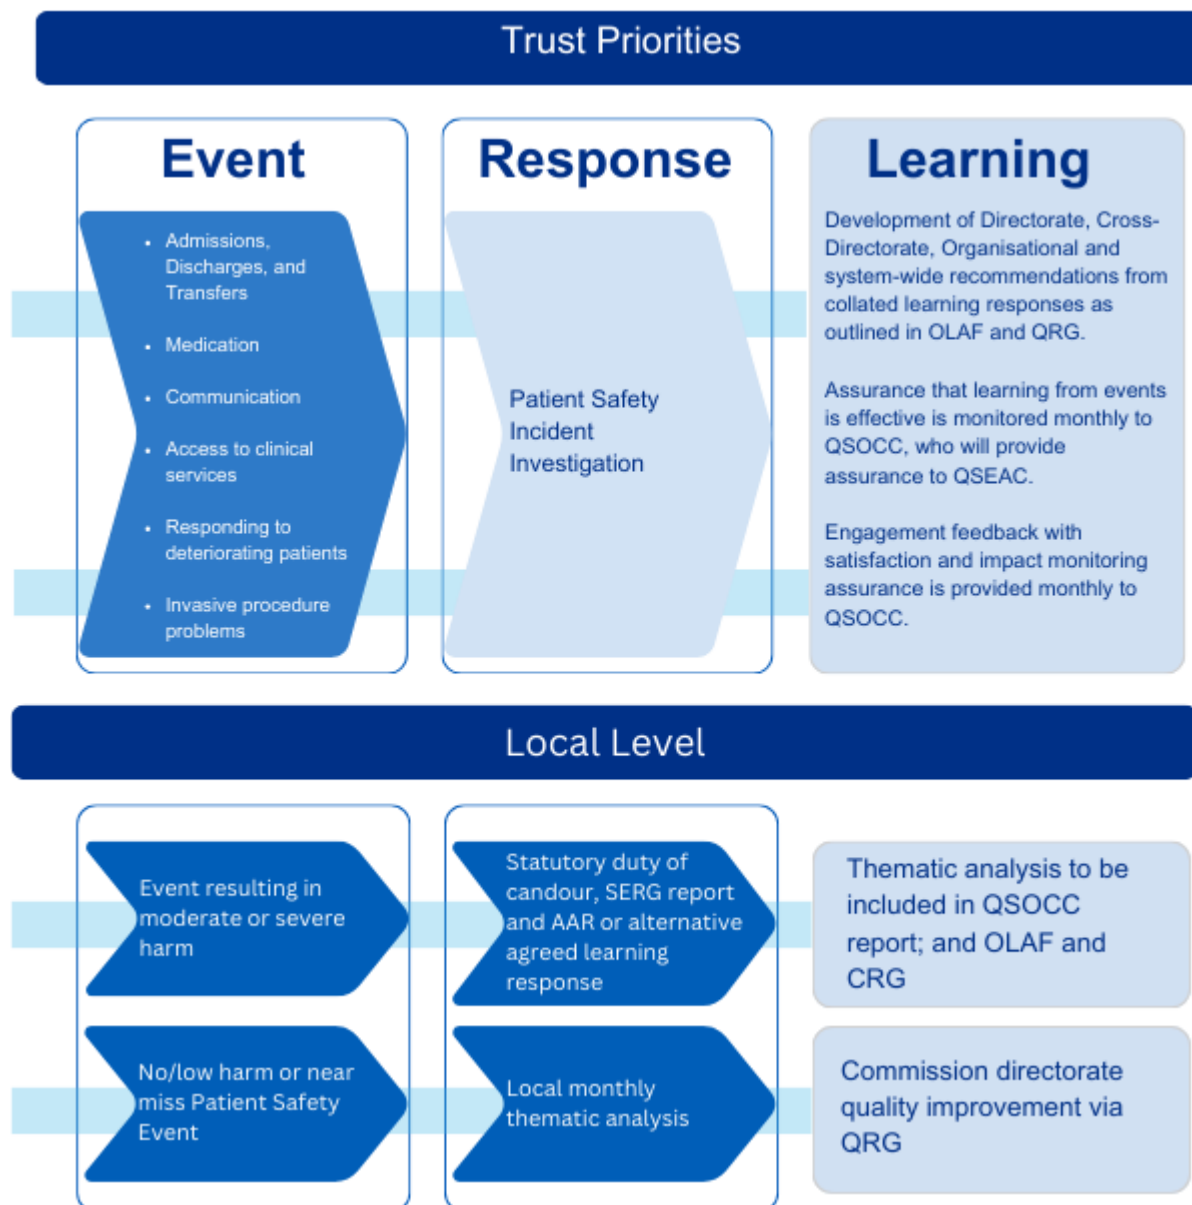 Trust Priorities
Event
• Admissions,
Discharges, and
Transfers
• Medication
• Communication
• Access to clinical
services
• Responding to
deteriorating patients
• Invasive procedure
problems
Response
Patient Safety
Incident
Investigation
Learning
Development of Directorate, Cross-
Directorate, Organisational and
system-wide recommendations from
collated learning responses as
outlined in OLAF and QRG.
Assurance that learning from events
is effective is monitored monthly to
QSOCC, who will provide
assurance to QSEAC.
Engagement feedback with
satisfaction and impact monitoring
assurance is provided monthly to
QSOCC.
Local Level
Event resulting in
moderate or severe
harm
Statutory duty of
candour, SERG report
and AAR or alternative
agreed learning
response
Thematic analysis to be
included in QSOCC
report; and OLAF and
CRG
No/low harm or near
miss Patient Safety
Event
Local monthly
thematic analysis
Commission directorate
quality improvement via
QRG